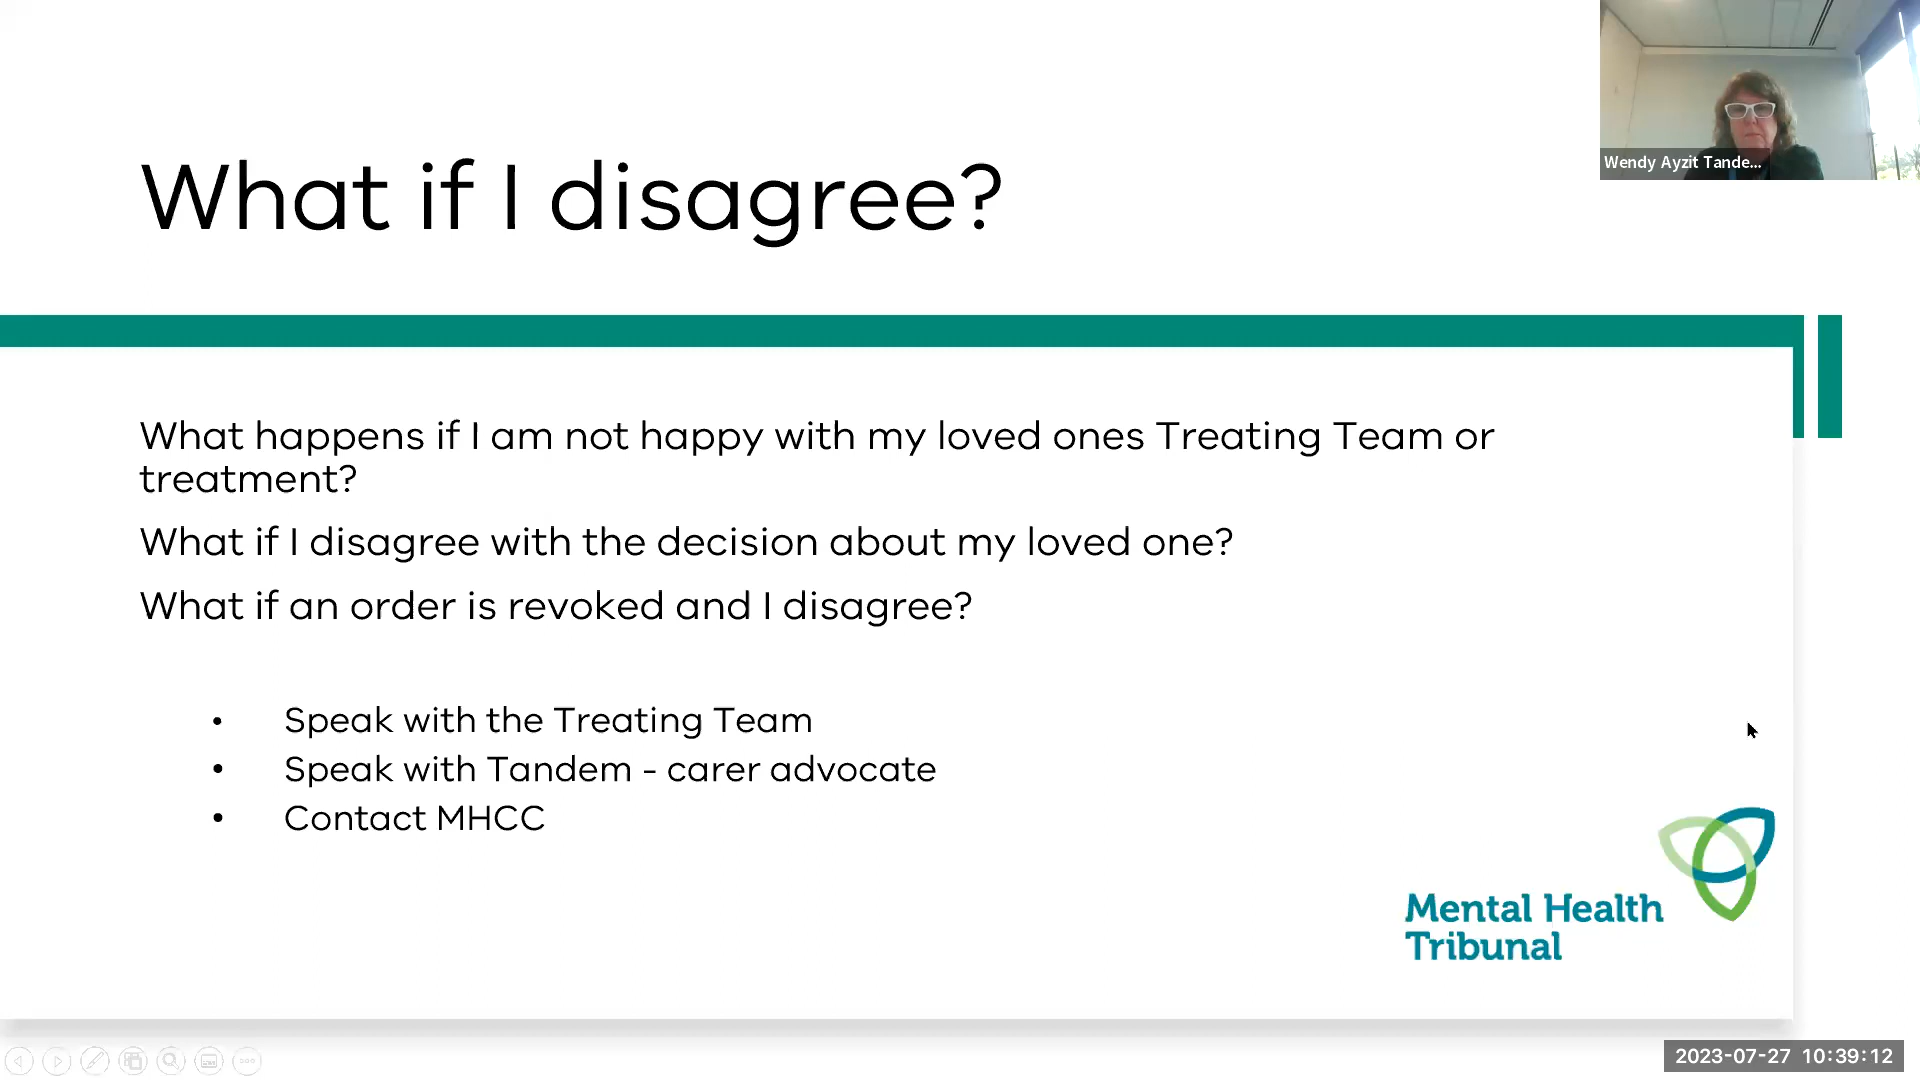 Wendy Ayzit Tande...
What if I disagree?
What happens if I am not happy with my loved ones Treating Team or
treatment?
What if I disagree with the decision about my loved one?
What if an order is revoked and I disagree?
• Speak with the Treating Team
• Speak with Tandem - carer advocate
• Contact MHCC
Mental Health
Tribunal
2023-07-27 10:39:12